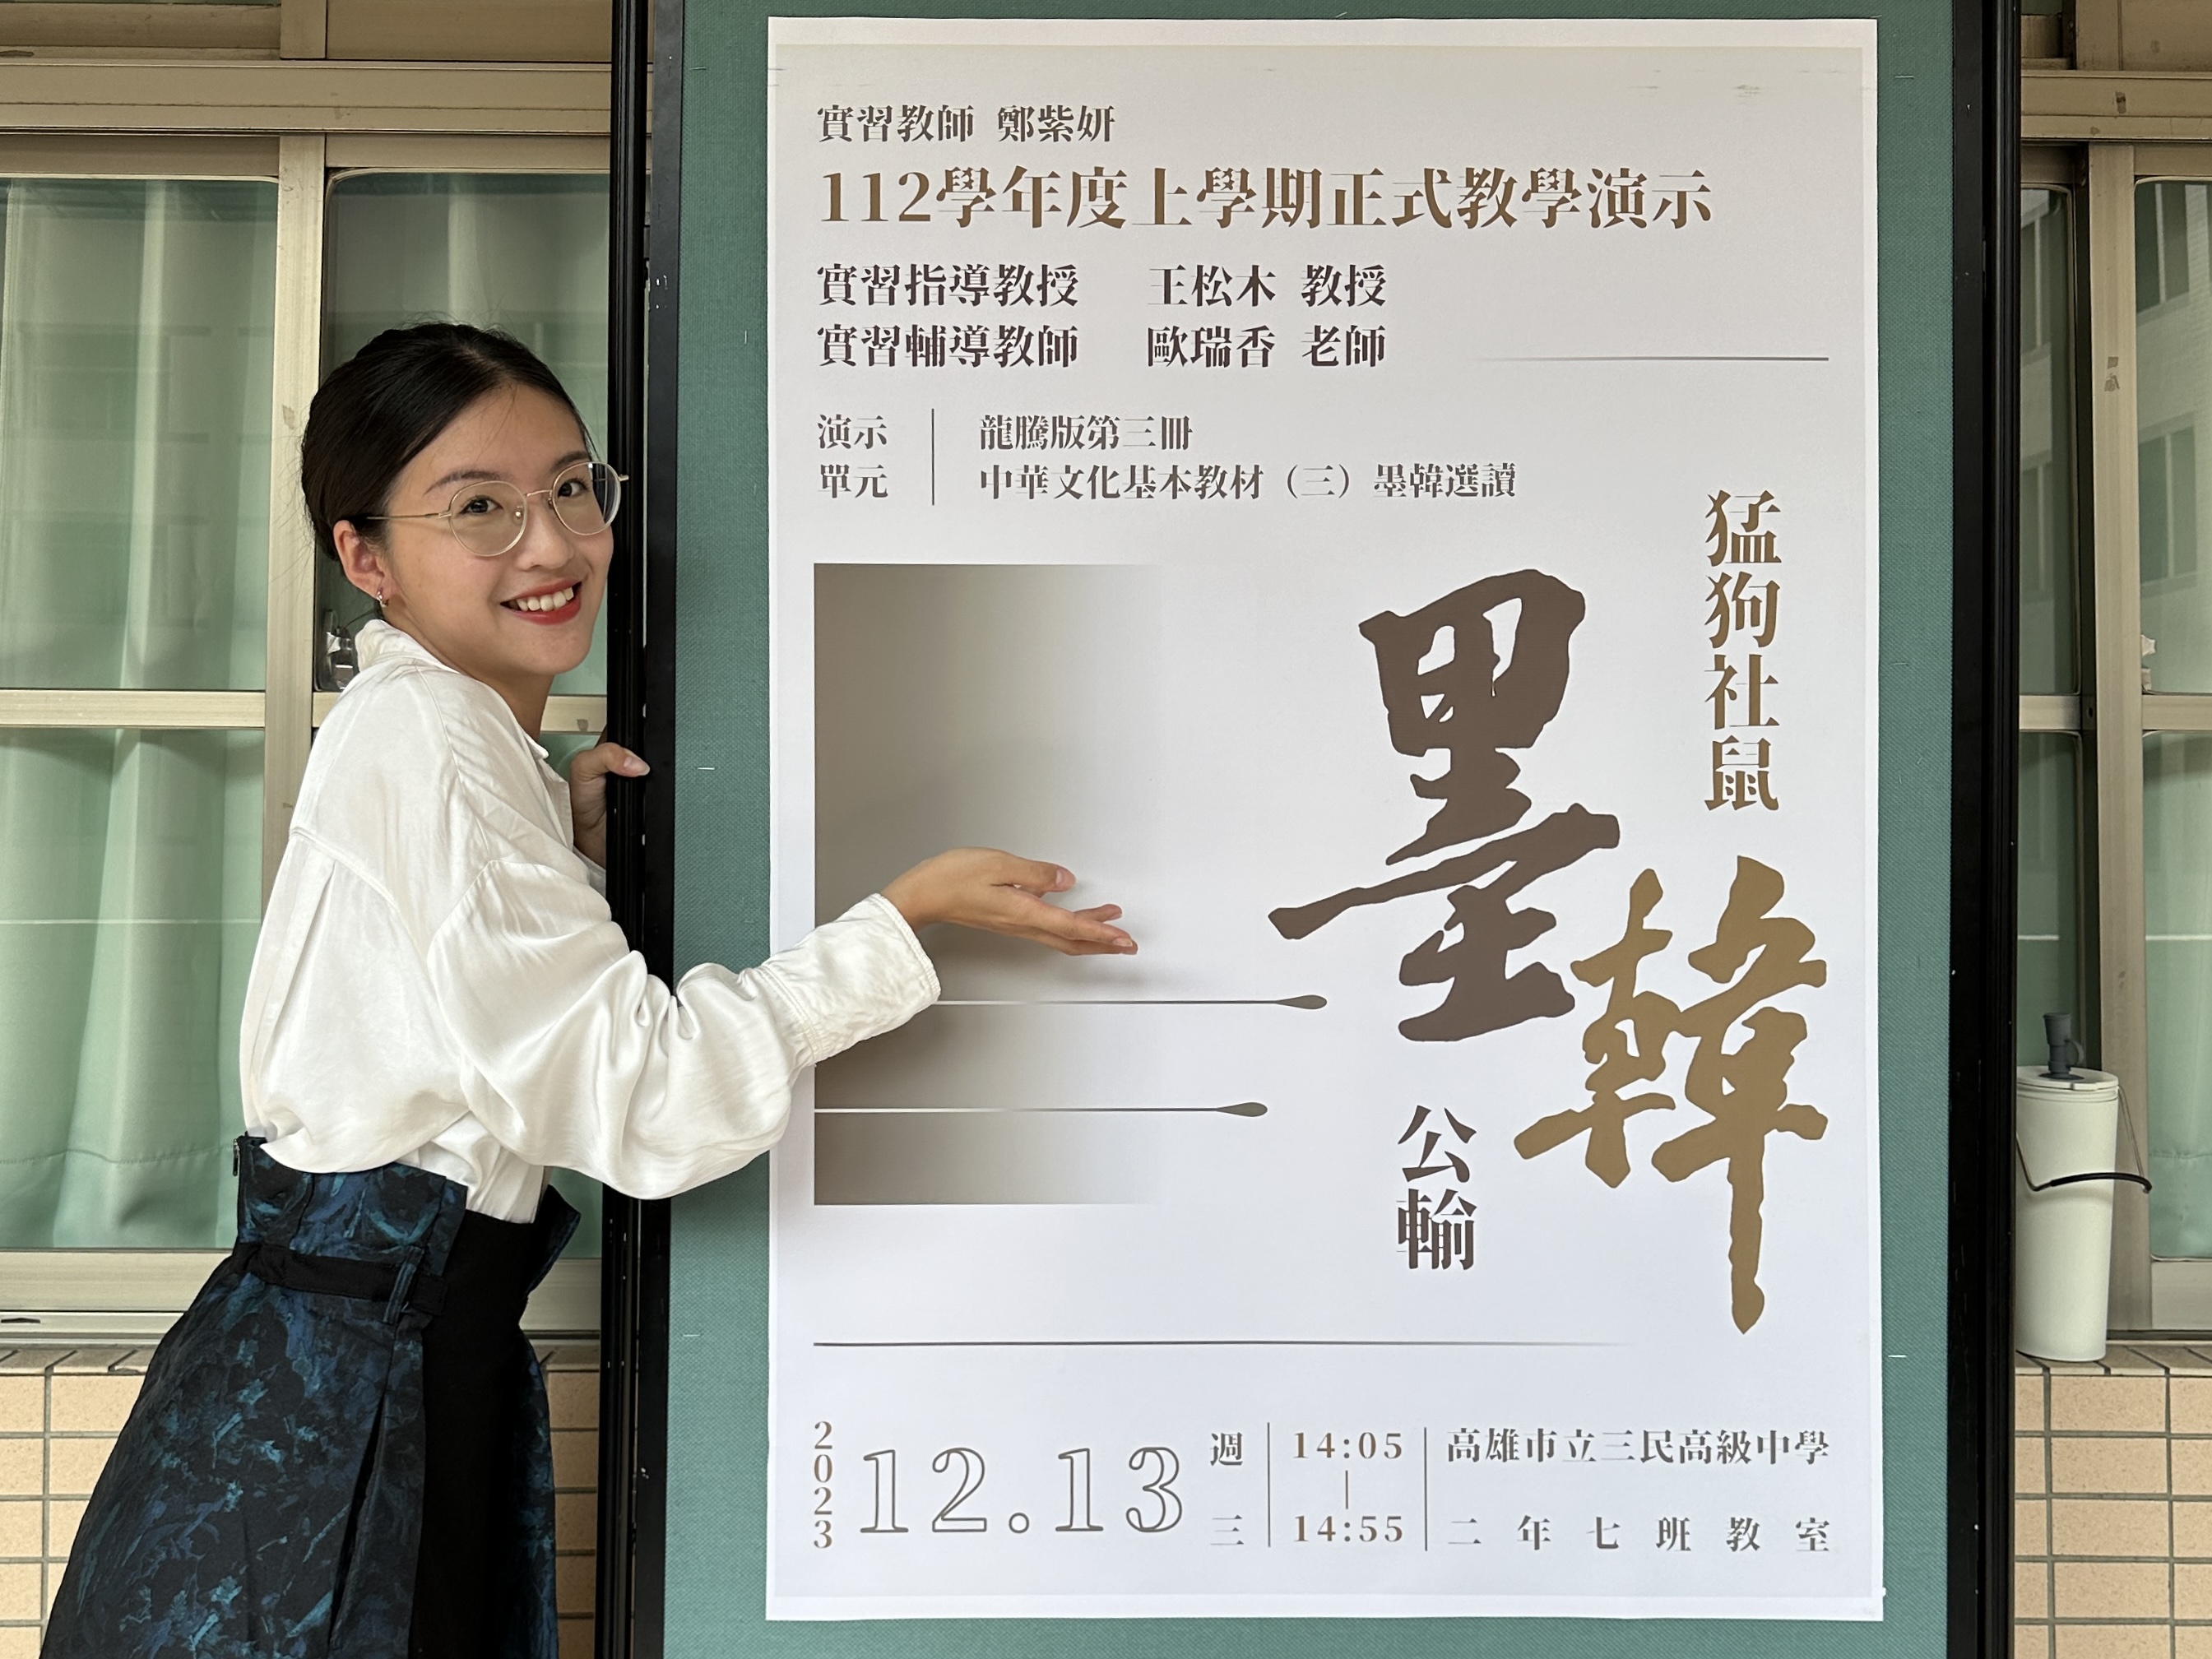 實習教師 鄭紫妍
112學年度上學期正式教學演示
實習指導教授 王松木 教授
實習輔導教師 歐瑞香 老師
演示單元
龍騰版第三冊
中華文化基本教材（三）墨韓選讀
猛狗社鼠
韓
墨
公輸
2023
12.13
週三
14:05
14:55
高雄市立三民高級中學
二年七班教室